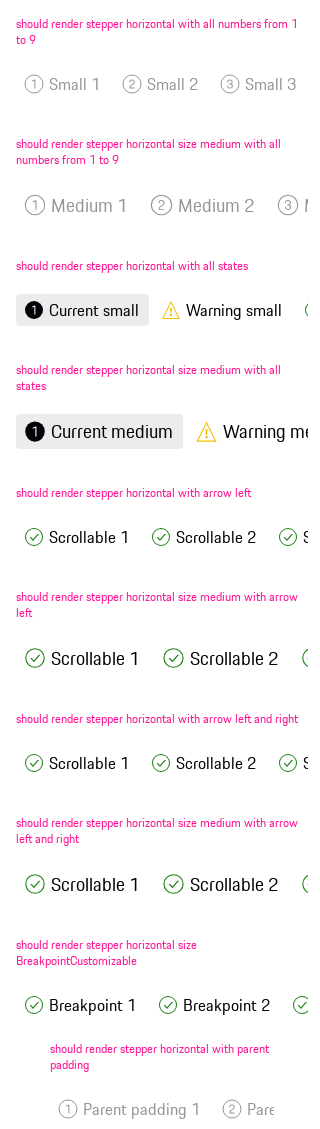 should render stepper horizontal with all numbers from 1
to 9
1 Small 1 2 Small 2 3 Small 3
should render stepper horizontal size medium with all
numbers from 1 to 9
1 Medium 1 2 Medium 2 3
should render stepper horizontal with all states
1 Current small Warning small
should render stepper horizontal size medium with all
states
1 Current medium Warning me
should render stepper horizontal with arrow left
Scrollable 1 Scrollable 2 S
should render stepper horizontal size medium with arrow
left
Scrollable 1 Scrollable 2
should render stepper horizontal with arrow left and right
Scrollable 1 Scrollable 2 S
should render stepper horizontal size medium with arrow
left and right
Scrollable 1 Scrollable 2
should render stepper horizontal size
BreakpointCustomizable
Breakpoint 1 Breakpoint 2
should render stepper horizontal with parent
padding
1 Parent padding 1 2 Pare